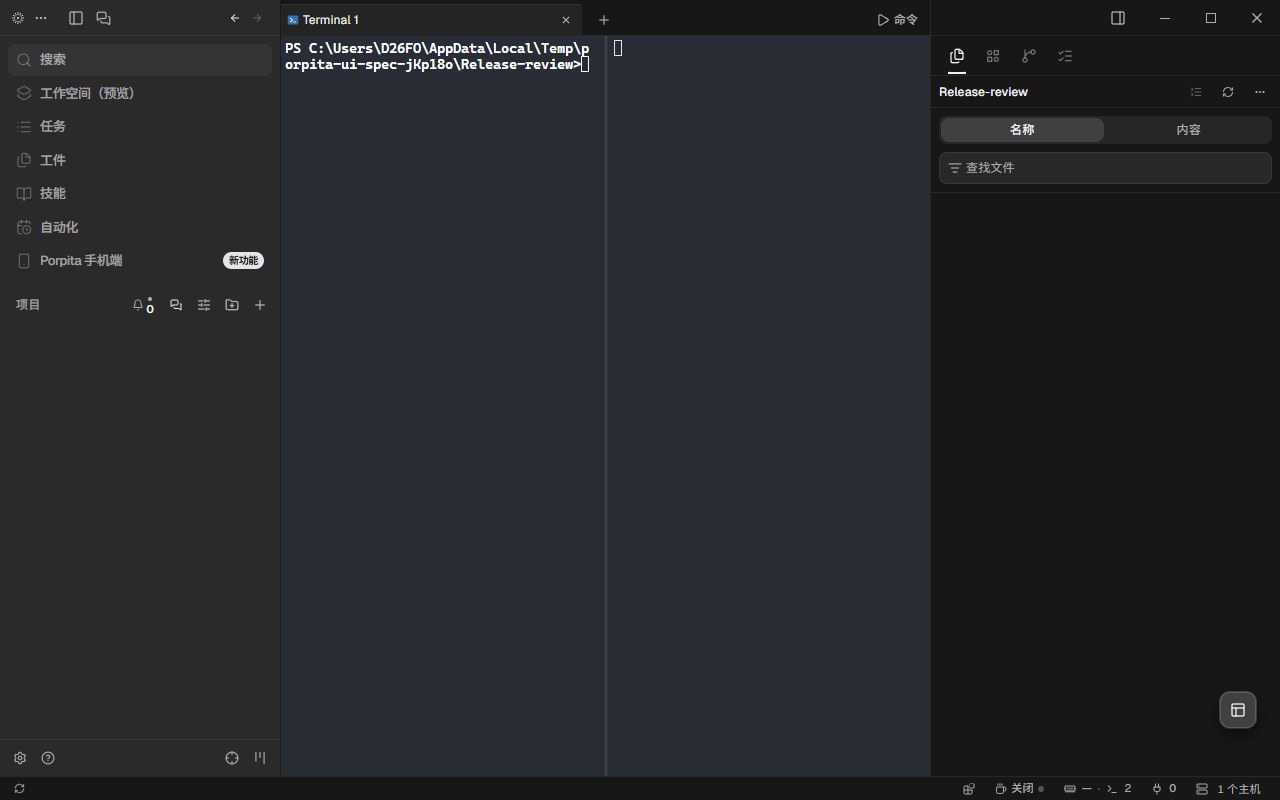 Terminal 1
命令
搜索
工作空间（预览）
任务
工件
技能
自动化
Porpita 手机端
新功能
项目
0
PS C:\Users\D26FO\AppData\Local\Temp\p
orpita-ui-spec-jKp18o\Release-review>
Release-review
名称
内容
查找文件
关闭
— · 2
0
1 个主机